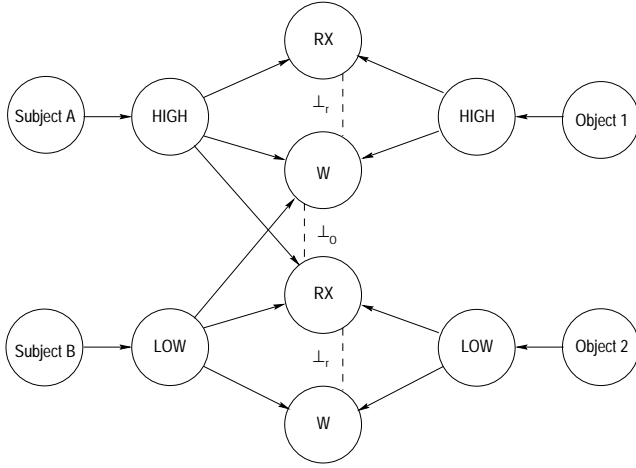 RX
Subject A
HIGH
⊥r
HIGH
Object 1
W
⊥o
RX
Subject B
LOW
⊥r
LOW
Object 2
W